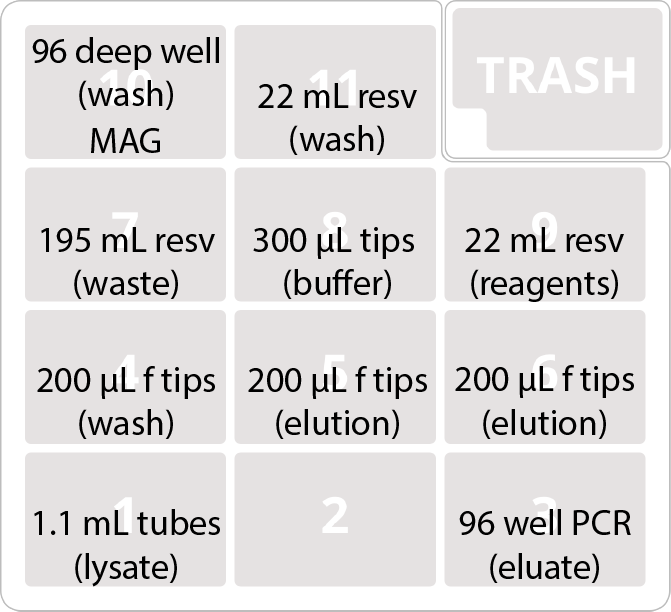 10
96 deep well
(wash)
MAG
11
22 mL resv
(wash)
TRASH
7
195 mL resv
(waste)
8
300 µL tips
(buffer)
9
22 mL resv
(reagents)
4
200 µL f tips
(wash)
5
200 µL f tips
(elution)
6
200 µL f tips
(elution)
1
1.1 mL tubes
(lysate)
2
3
96 well PCR
(eluate)